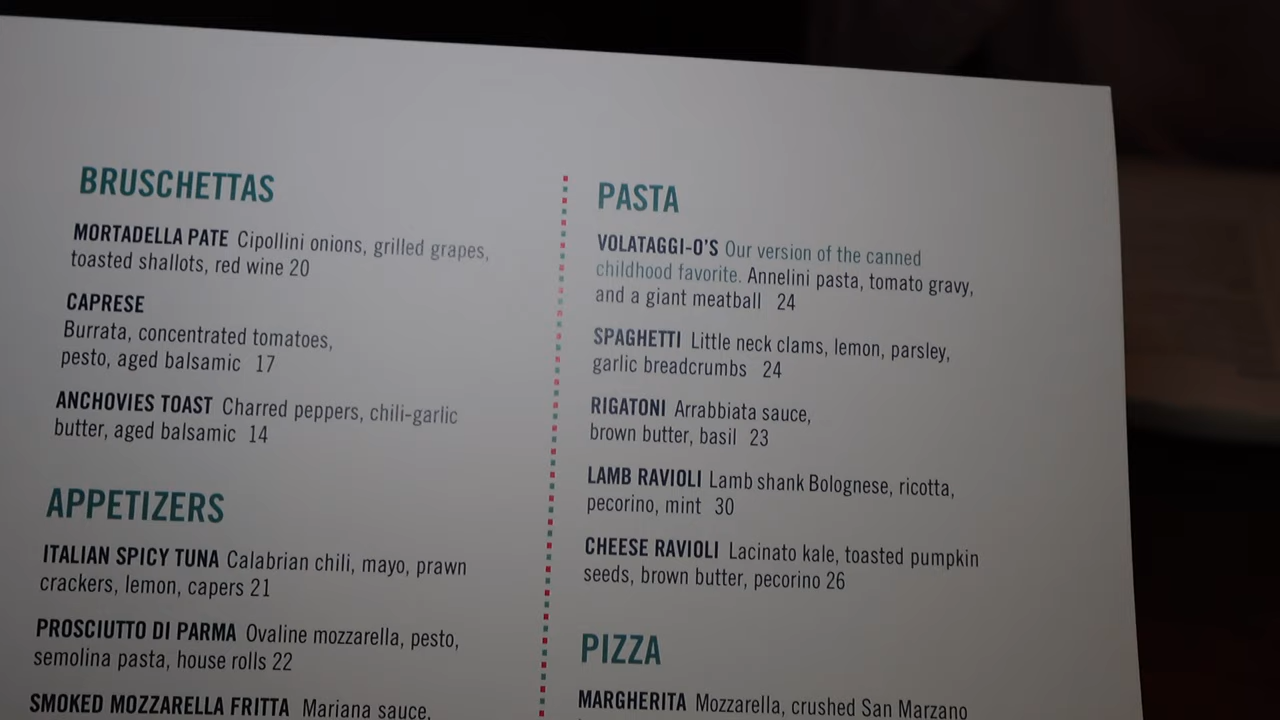 BRUSCHETTAS
MORTADELLA PATE Cipollini onions, grilled grapes,
toasted shallots, red wine 20
CAPRESE
Burrata, concentrated tomatoes,
pesto, aged balsamic 17
ANCHOVIES TOAST Charred peppers, chili-garlic
butter, aged balsamic 14
APPETIZERS
ITALIAN SPICY TUNA Calabrian chili, mayo, prawn
crackers, lemon, capers 21
PROSCIUTTO DI PARMA Ovaline mozzarella, pesto,
semolina pasta, house rolls 22
SMOKED MOZZARELLA FRITTA Mariana sauce,
PASTA
VOLATAGGI-O'S Our version of the canned
childhood favorite. Annelini pasta, tomato gravy,
and a giant meatball 24
SPAGHETTI Little neck clams, lemon, parsley,
garlic breadcrumbs 24
RIGATONI Arrabbiata sauce,
brown butter, basil 23
LAMB RAVIOLI Lamb shank Bolognese, ricotta,
pecorino, mint 30
CHEESE RAVIOLI Lacinato kale, toasted pumpkin
seeds, brown butter, pecorino 26
PIZZA
MARGHERITA Mozzarella, crushed San Marzano